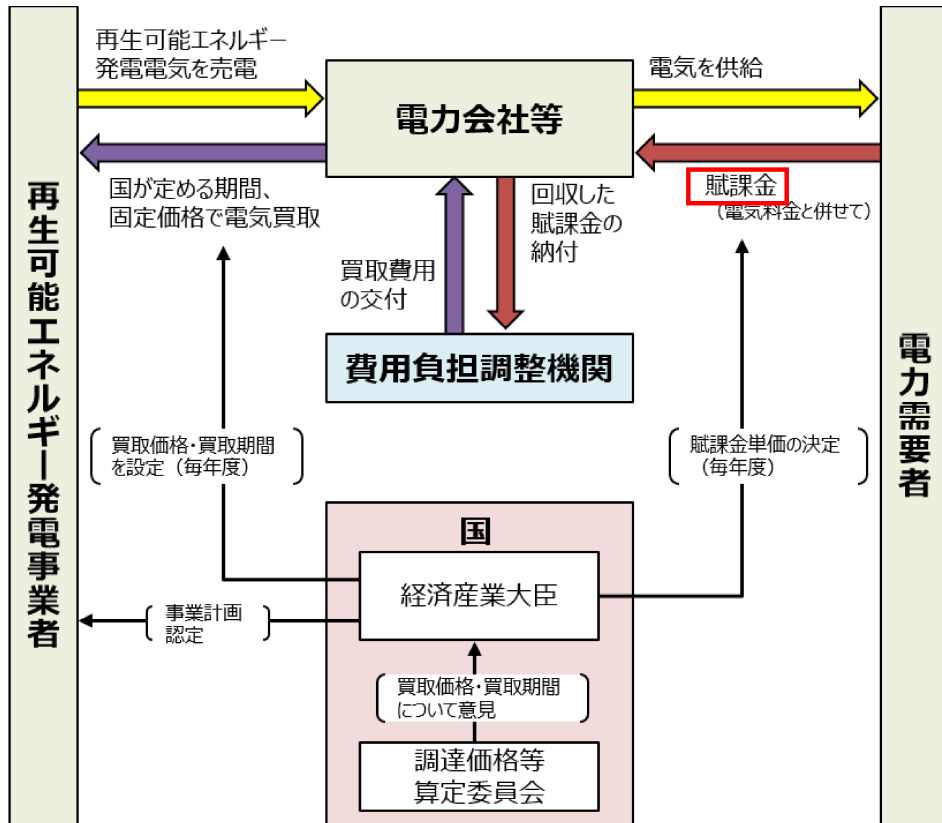 再生可能エネルギー
発電電気を売電
電力会社等
電気を供給
国が定める期間、
固定価格で電気買取
回収した
賦課金の
納付
賦課金
（電気料金と併せて）
買取費用
の交付
費用負担調整機関
再生可能エネルギー発電事業者
電力需要者
買取価格・買取期間
を設定（毎年度）
賦課金単価の決定
（毎年度）
国
経済産業大臣
事業計画
認定
買取価格・買取期間
について意見
調達価格等
算定委員会